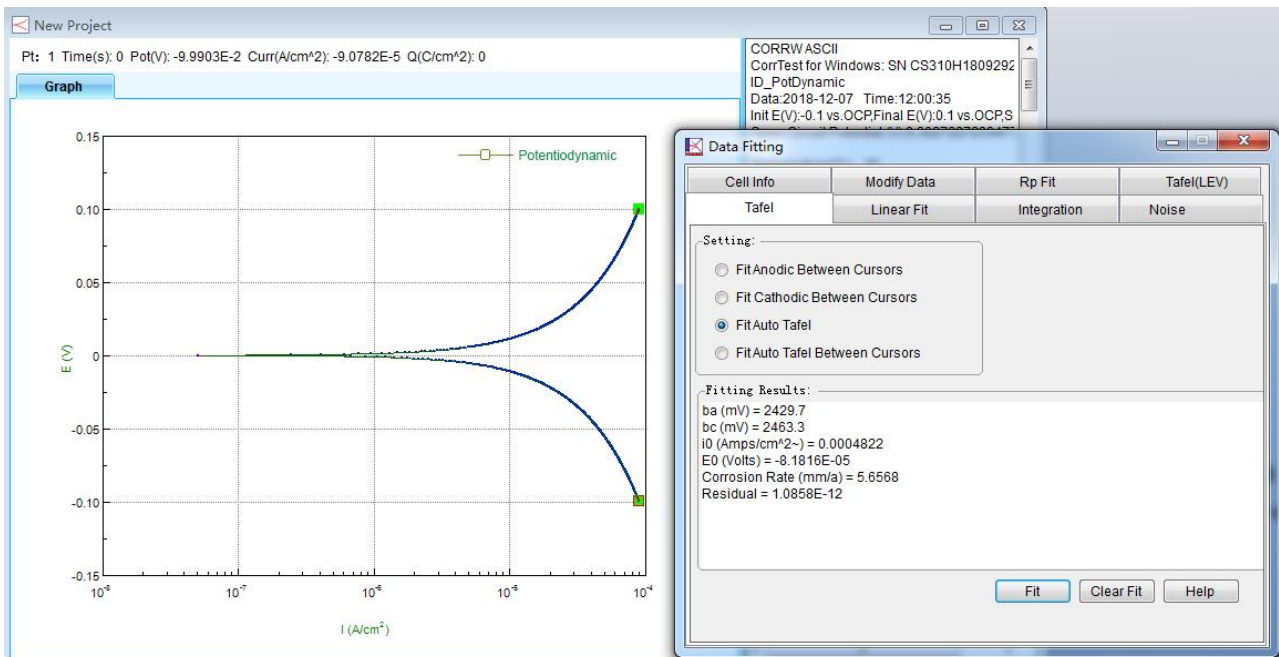 New Project
Pt: 1 Time(s): 0 Pot(V): -9.9903E-2 Curr(A/cm^2): -9.0782E-5 Q(C/cm^2): 0
Graph
CORRW ASCII
CorrTest for Windows: SN CS310H1809292
ID_PotDynamic
Data:2018-12-07 Time:12:00:35
Init E(V):-0.1 vs.OCP,Final E(V):0.1 vs.OCP,S
0.15
0.10
0.05
0
-0.05
-0.10
-0.15
E (V)
Potentiodynamic
10⁻⁸ 10⁻⁷ 10⁻⁶ 10⁻⁵ 10⁻⁴
I (A/cm²)
Data Fitting
Cell Info Modify Data Rp Fit Tafel(LEV)
Tafel Linear Fit Integration Noise
Setting:
Fit Anodic Between Cursors
Fit Cathodic Between Cursors
Fit Auto Tafel
Fit Auto Tafel Between Cursors
Fitting Results:
ba (mV) = 2429.7
bc (mV) = 2463.3
i0 (Amps/cm^2~) = 0.0004822
E0 (Volts) = -8.1816E-05
Corrosion Rate (mm/a) = 5.6568
Residual = 1.0858E-12
Fit Clear Fit Help